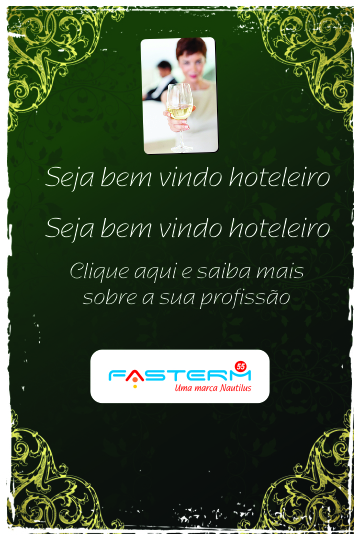 Seja bem vindo hoteleiro
Seja bem vindo hoteleiro
Clique aqui e saiba mais
sobre a sua profissão
FASTERM 55
Uma marca Nautilus